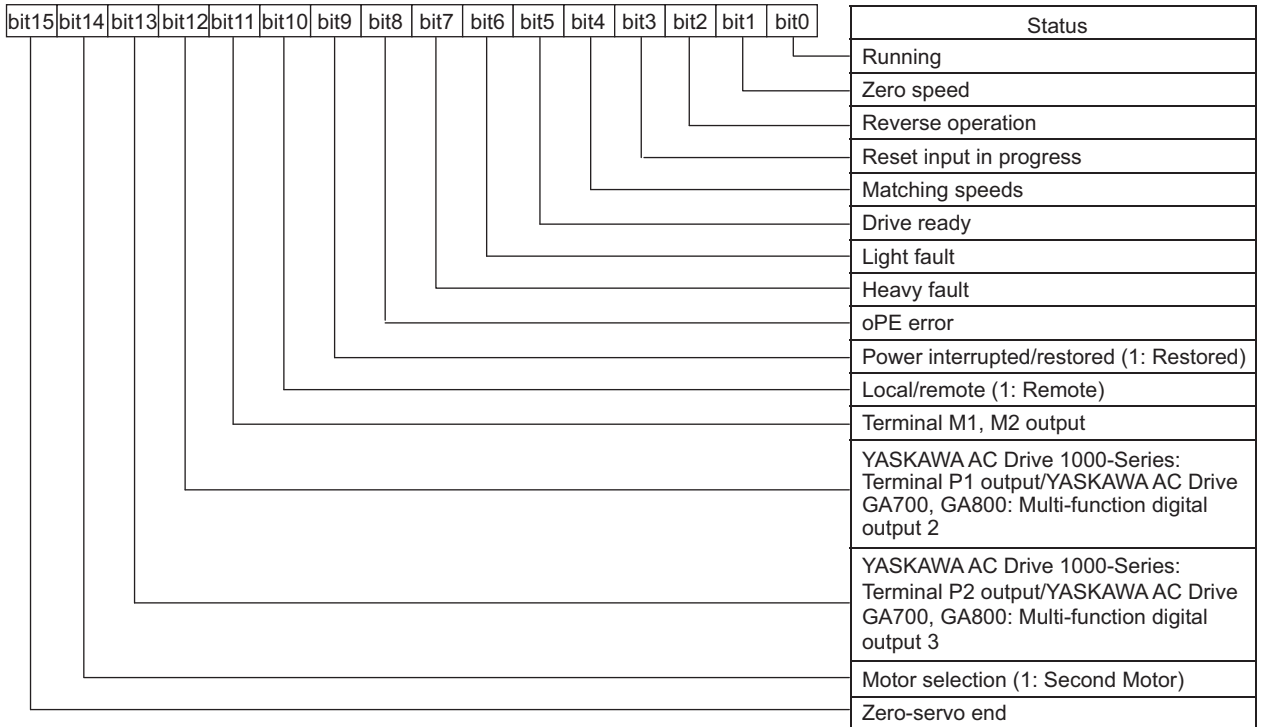 bit15 bit14 bit13 bit12 bit11 bit10 bit9 bit8 bit7 bit6 bit5 bit4 bit3 bit2 bit1 bit0
Status
Running
Zero speed
Reverse operation
Reset input in progress
Matching speeds
Drive ready
Light fault
Heavy fault
oPE error
Power interrupted/restored (1: Restored)
Local/remote (1: Remote)
Terminal M1, M2 output
YASKAWA AC Drive 1000-Series:
Terminal P1 output/YASKAWA AC Drive
GA700, GA800: Multi-function digital
output 2
YASKAWA AC Drive 1000-Series:
Terminal P2 output/YASKAWA AC Drive
GA700, GA800: Multi-function digital
output 3
Motor selection (1: Second Motor)
Zero-servo end